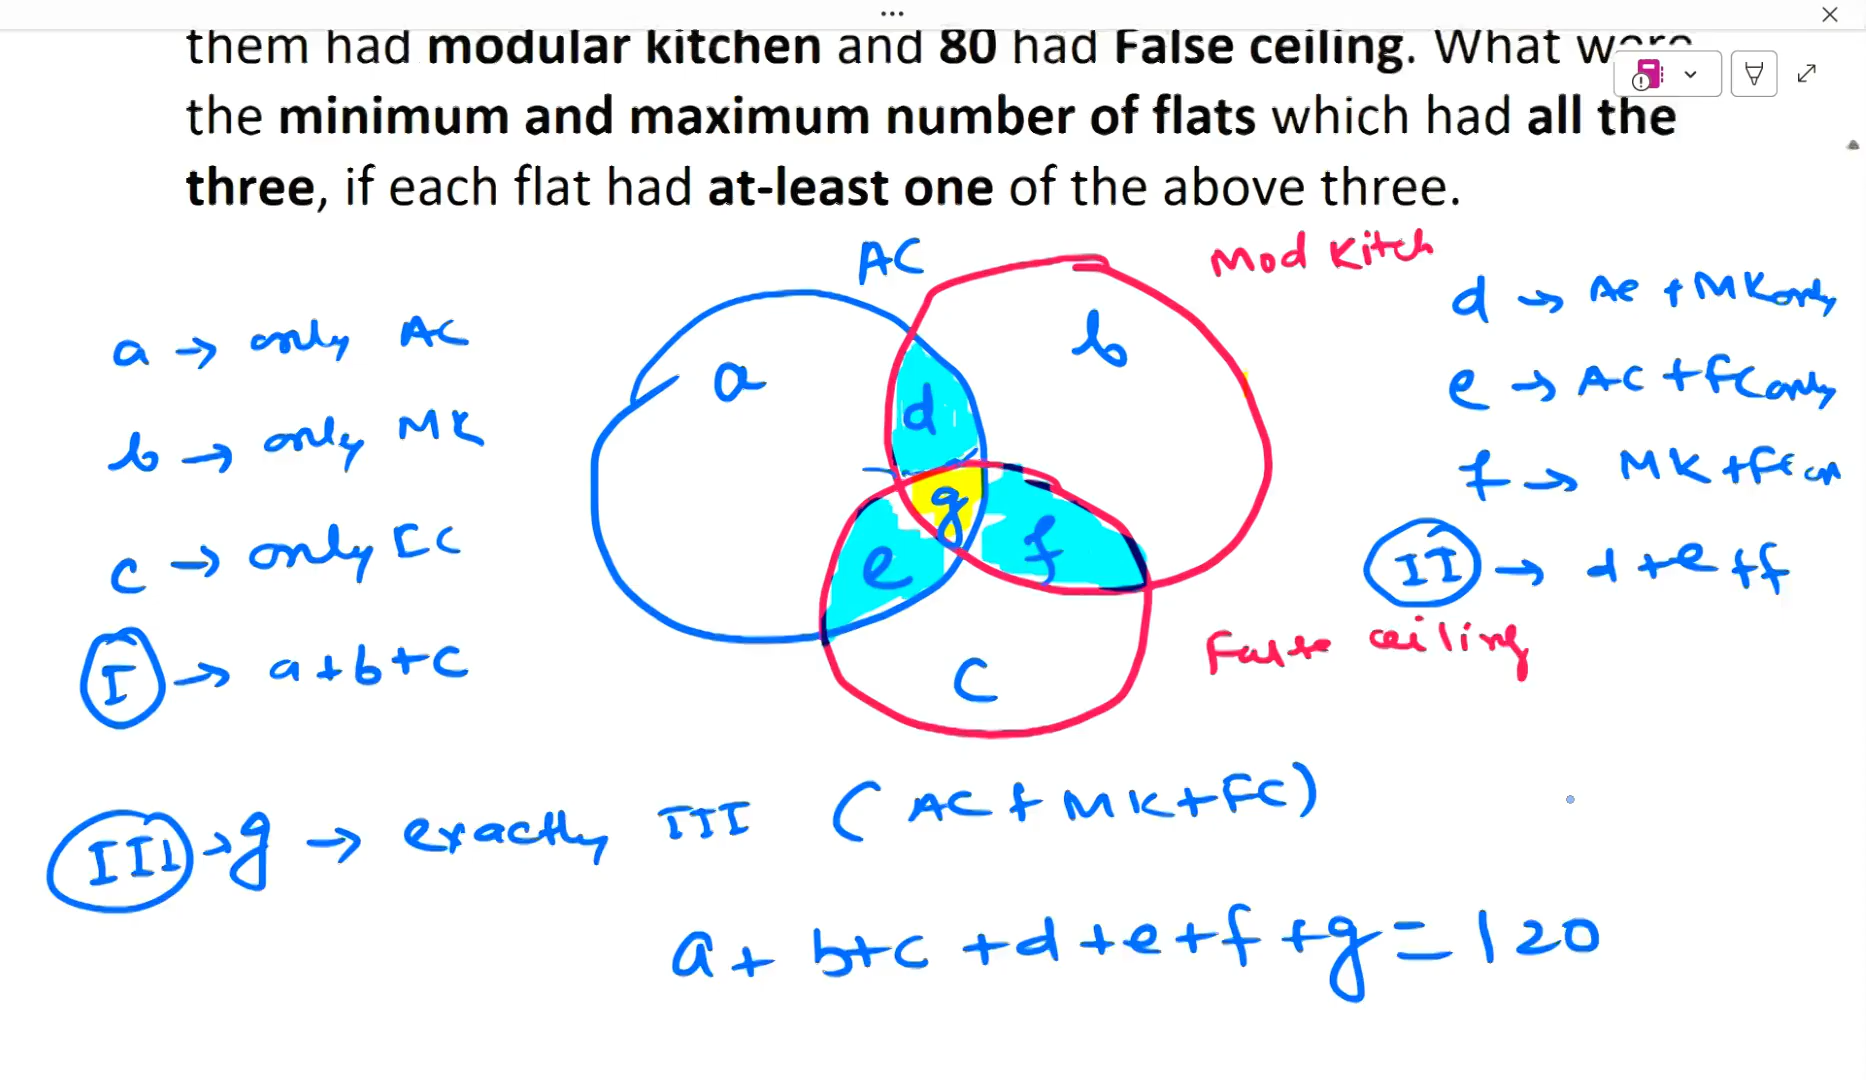 them had modular kitchen and 80 had False ceiling. What were
the minimum and maximum number of flats which had all the
three, if each flat had at-least one of the above three.
AC
Mod Kitch
a → only AC
b → only MK
c → only FC
I → a+b+c
a
b
d
g
e
f
c
d → AC + MK only
e → AC + FC only
f → MK + FC on
II → d+e+f
False ceiling
III → g → exactly III (AC + MK + FC)
a + b+c +d+e+f+g = 120